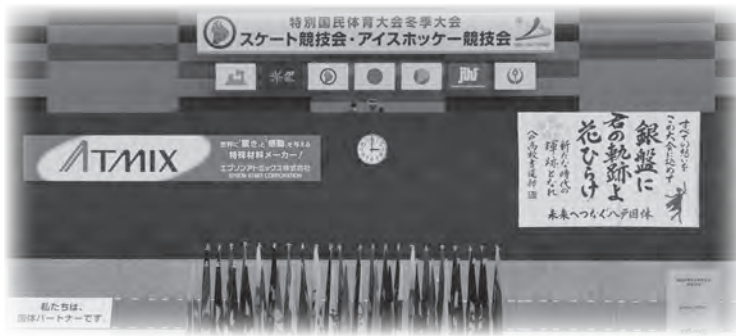 特別国民体育大会冬季大会
スケート競技会・アイスホッケー競技会
ATMIX
世界に驚きと感動を与える
特殊材料メーカー!
エプソンアトミックス株式会社
EPSON ATMIX CORPORATION
すべての想いを
この大会に込めて
銀盤に
君の軌跡よ
花ひらけ
新たな時代の
輝跡となれ
未来へつなぐ八戸国体
私たちは、
国体パートナーです。